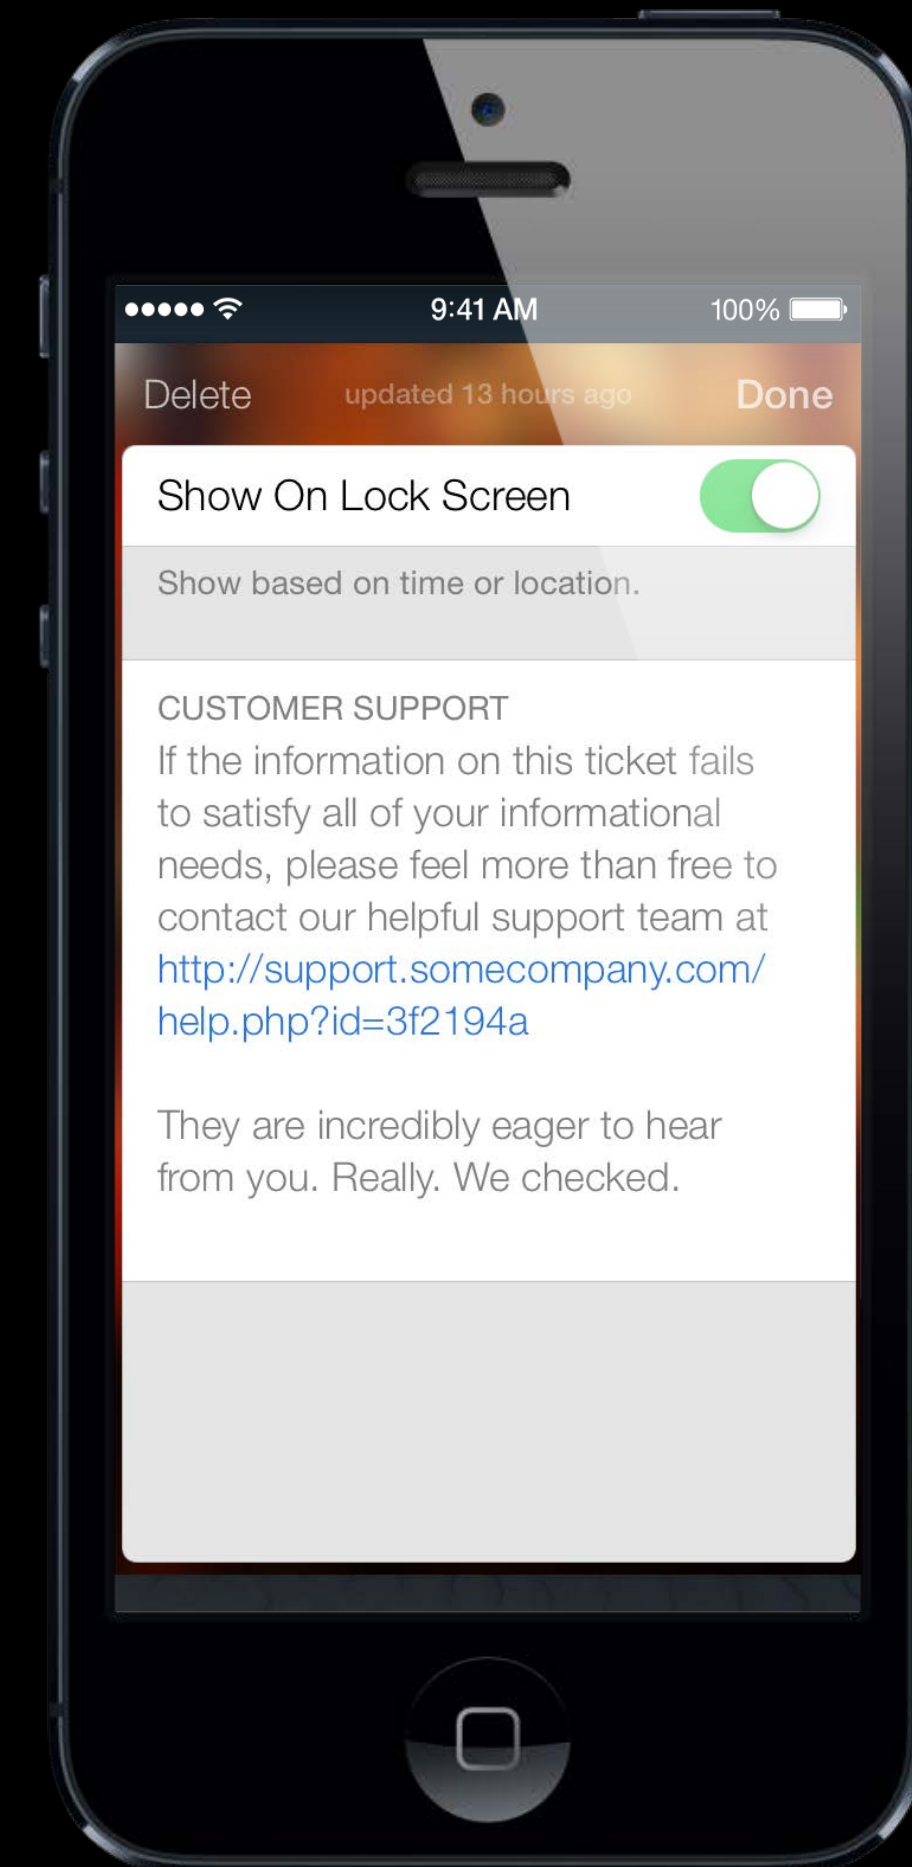 9:41 AM 100%
Delete updated 13 hours ago Done
Show On Lock Screen
Show based on time or location.
CUSTOMER SUPPORT
If the information on this ticket fails
to satisfy all of your informational
needs, please feel more than free to
contact our helpful support team at
http://support.somecompany.com/
help.php?id=3f2194a
They are incredibly eager to hear
from you. Really. We checked.